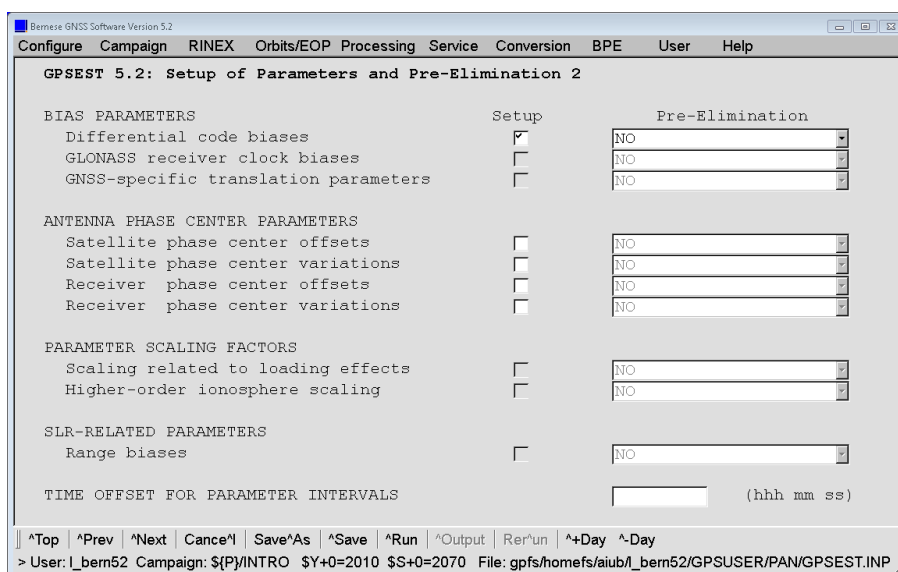 Bernese GNSS Software Version 5.2
Configure Campaign RINEX Orbits/EOP Processing Service Conversion BPE User Help
GPSEST 5.2: Setup of Parameters and Pre-Elimination 2
BIAS PARAMETERS Setup Pre-Elimination
Differential code biases NO
GLONASS receiver clock biases NO
GNSS-specific translation parameters NO
ANTENNA PHASE CENTER PARAMETERS
Satellite phase center offsets NO
Satellite phase center variations NO
Receiver phase center offsets NO
Receiver phase center variations NO
PARAMETER SCALING FACTORS
Scaling related to loading effects NO
Higher-order ionosphere scaling NO
SLR-RELATED PARAMETERS
Range biases NO
TIME OFFSET FOR PARAMETER INTERVALS (hhh mm ss)
^Top ^Prev ^Next Cance^l Save^As ^Save ^Run ^Output Rer^un ^+Day ^-Day
> User: l_bern52 Campaign: ${P}/INTRO $Y+0=2010 $S+0=2070 File: gpfs/homefs/aiub/l_bern52/GPSUSER/PAN/GPSEST.INP